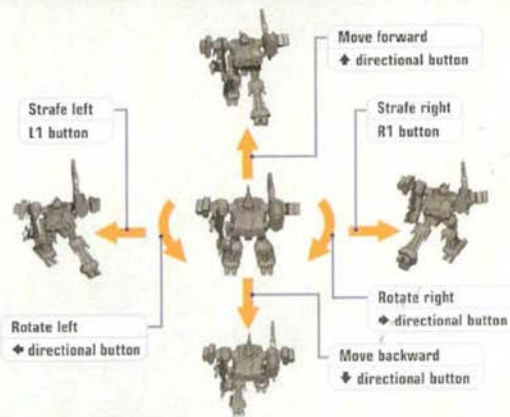 Move forward
↑ directional button
Strafe left
L1 button
Strafe right
R1 button
Rotate left
← directional button
Rotate right
→ directional button
Move backward
↓ directional button